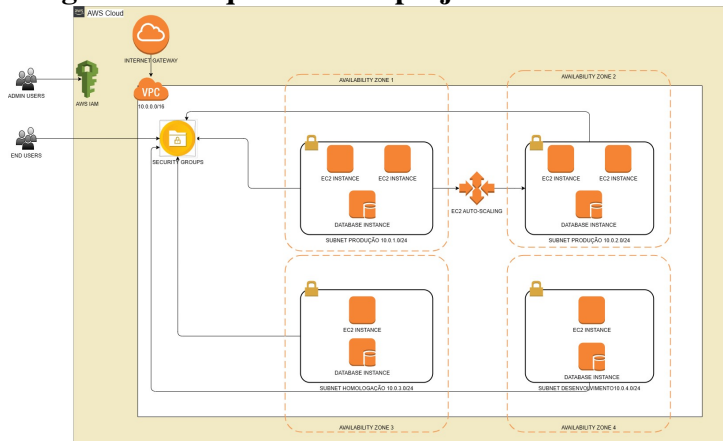 AWS Cloud
INTERNET GATEWAY
AVAILABILITY ZONE 1
AVAILABILITY ZONE 2
ADMIN USERS
AWS IAM
VPC
10.0.0.0/16
END USERS
SECURITY GROUPS
EC2 INSTANCE
EC2 INSTANCE
DATABASE INSTANCE
SUBNET PRODUÇÃO 10.0.1.0/24
EC2 AUTO-SCALING
EC2 INSTANCE
EC2 INSTANCE
DATABASE INSTANCE
SUBNET PRODUÇÃO 10.0.2.0/24
EC2 INSTANCE
DATABASE INSTANCE
SUBNET HOMOLOGAÇÃO 10.0.3.0/24
EC2 INSTANCE
DATABASE INSTANCE
SUBNET DESENVOLVIMENTO10.0.4.0/24
AVAILABILITY ZONE 3
AVAILABILITY ZONE 4